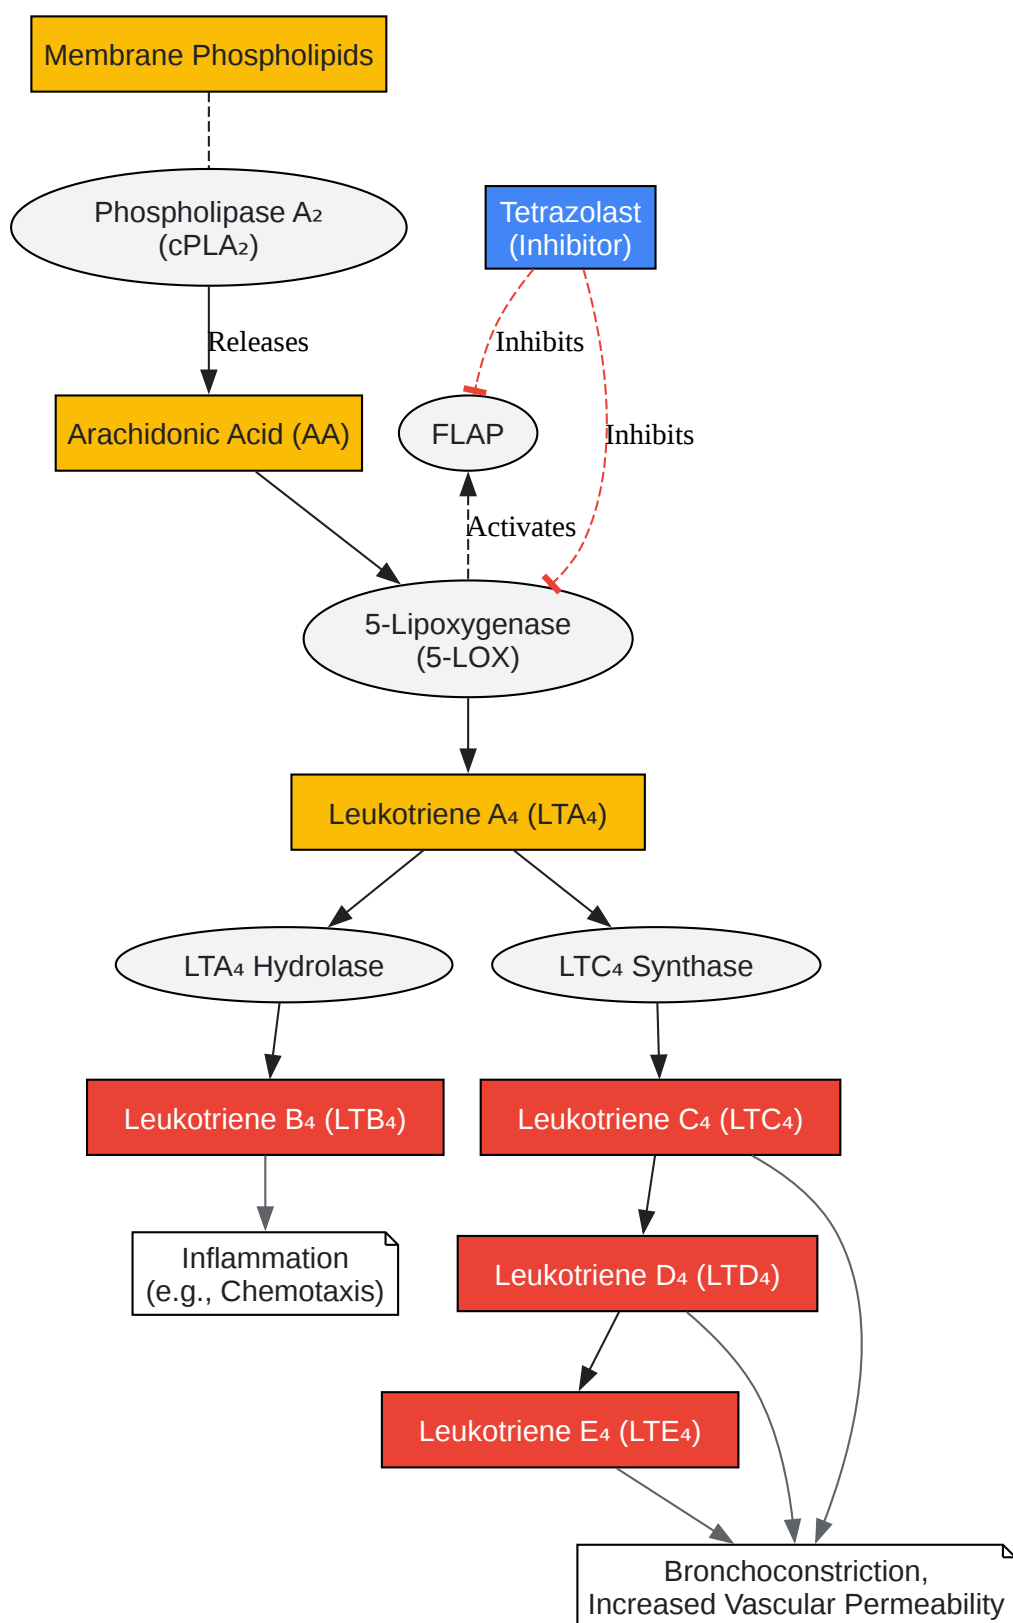 Membrane Phospholipids
Phospholipase A₂
(cPLA₂)
Tetrazolast
(Inhibitor)
Releases
Inhibits
Arachidonic Acid (AA)
FLAP
Inhibits
Activates
5-Lipoxygenase
(5-LOX)
Leukotriene A₄ (LTA₄)
LTA₄ Hydrolase
LTC₄ Synthase
Leukotriene B₄ (LTB₄)
Leukotriene C₄ (LTC₄)
Inflammation
(e.g., Chemotaxis)
Leukotriene D₄ (LTD₄)
Leukotriene E₄ (LTE₄)
Bronchoconstriction,
Increased Vascular Permeability